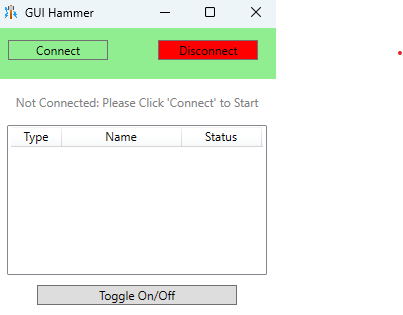 GUI Hammer
Connect Disconnect
Not Connected: Please Click 'Connect' to Start
Type Name Status
Toggle On/Off